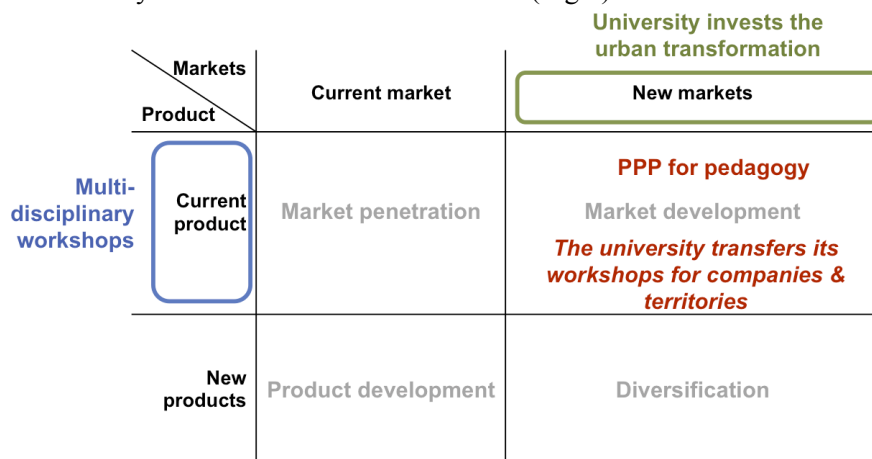 University invests the
urban transformation
Markets
Product
Current market
New markets
Multi-
disciplinary
workshops
Current
product
Market penetration
PPP for pedagogy
Market development
The university transfers its
workshops for companies &
territories
New
products
Product development
Diversification